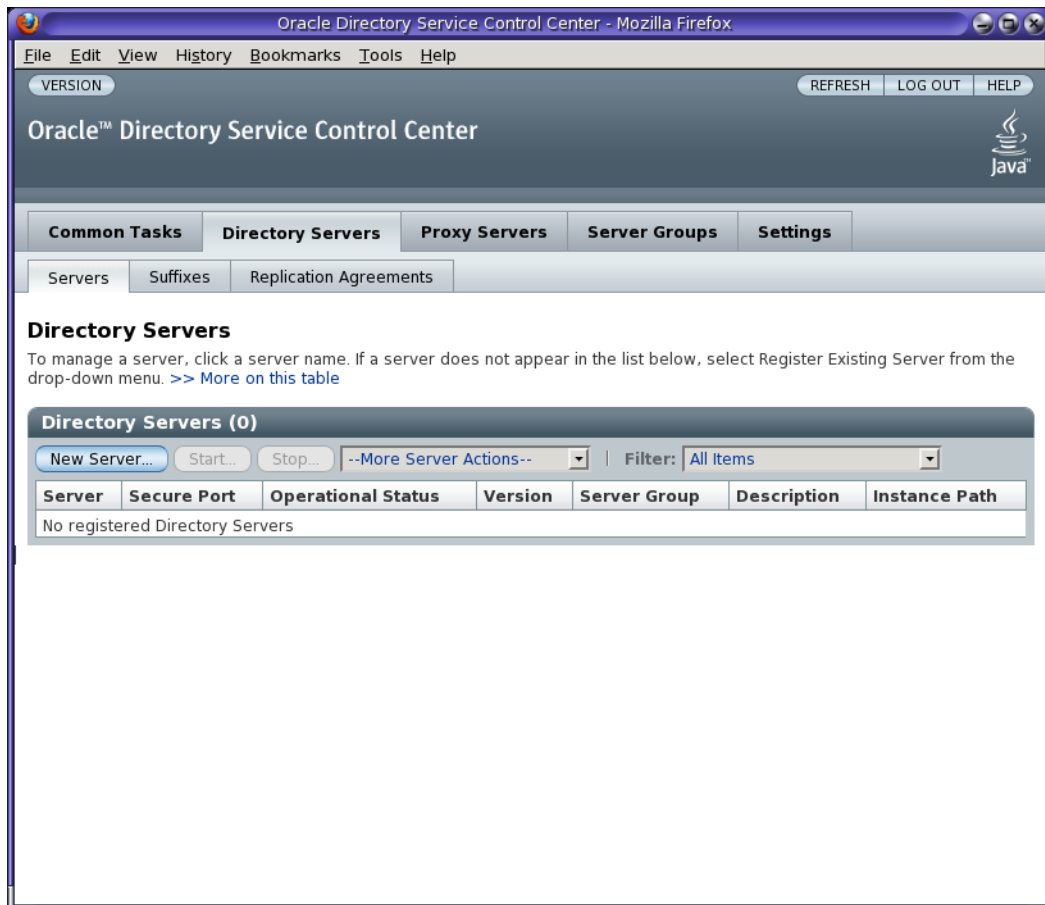 Oracle Directory Service Control Center - Mozilla Firefox
File Edit View History Bookmarks Tools Help
VERSION REFRESH LOG OUT HELP
Oracle™ Directory Service Control Center
Java™
Common Tasks Directory Servers Proxy Servers Server Groups Settings
Servers Suffixes Replication Agreements
Directory Servers
To manage a server, click a server name. If a server does not appear in the list below, select Register Existing Server from the
drop-down menu. >> More on this table
Directory Servers (0)
New Server... Start... Stop... --More Server Actions-- | Filter: All Items
Server Secure Port Operational Status Version Server Group Description Instance Path
No registered Directory Servers